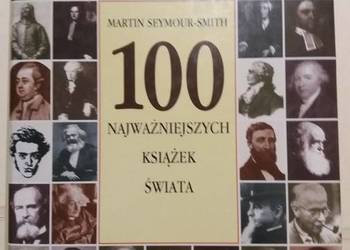 MARTIN SEYMOUR-SMITH
100
NAJWAŻNIEJSZYCH
KSIĄŻEK
ŚWIATA